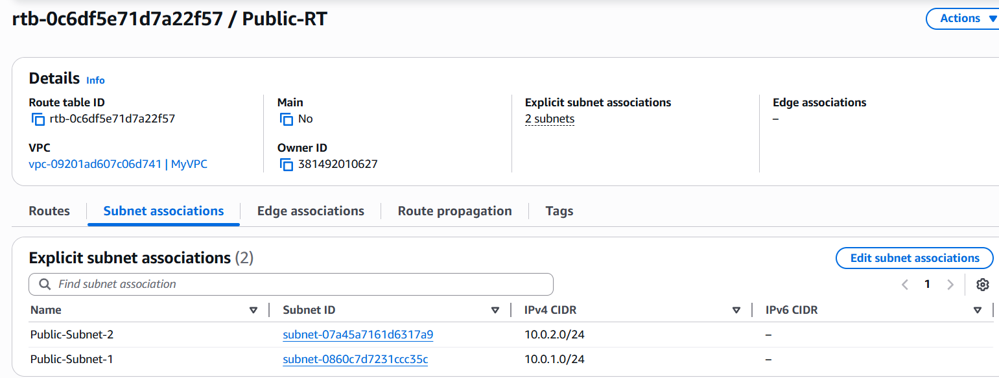 rtb-0c6df5e71d7a22f57 / Public-RT
Actions
Details Info
Route table ID
rtb-0c6df5e71d7a22f57
Main
No
Explicit subnet associations
2 subnets
Edge associations
–
VPC
vpc-09201ad607c06d741 | MyVPC
Owner ID
381492010627
Routes Subnet associations Edge associations Route propagation Tags
Explicit subnet associations (2)
Edit subnet associations
Find subnet association
1
Name Subnet ID IPv4 CIDR IPv6 CIDR
Public-Subnet-2 subnet-07a45a7161d6317a9 10.0.2.0/24 –
Public-Subnet-1 subnet-0860c7d7231ccc35c 10.0.1.0/24 –